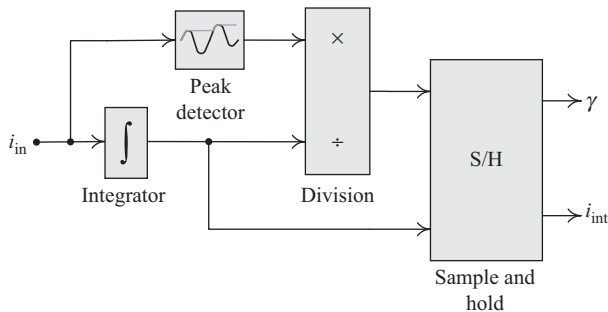 ×
Peak
detector
i_in
∫
÷
Integrator
Division
S/H
γ
i_int
Sample and
hold